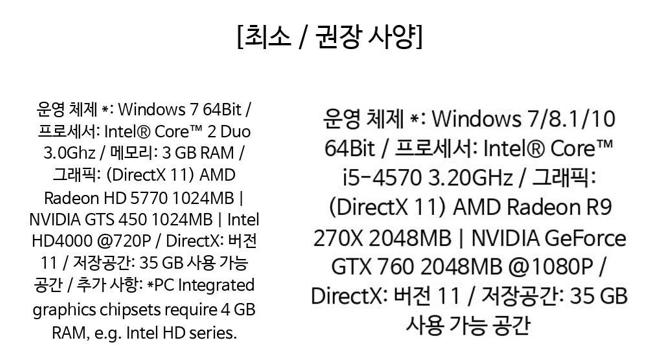 [최소 / 권장 사양]
운영 체제 *: Windows 7 64Bit /
프로세서: Intel® Core™ 2 Duo
3.0Ghz / 메모리: 3 GB RAM /
그래픽: (DirectX 11) AMD
Radeon HD 5770 1024MB |
NVIDIA GTS 450 1024MB | Intel
HD4000 @720P / DirectX: 버전
11 / 저장공간: 35 GB 사용 가능
공간 / 추가 사항: *PC Integrated
graphics chipsets require 4 GB
RAM, e.g. Intel HD series.
운영 체제 *: Windows 7/8.1/10
64Bit / 프로세서: Intel® Core™
i5-4570 3.20GHz / 그래픽:
(DirectX 11) AMD Radeon R9
270X 2048MB | NVIDIA GeForce
GTX 760 2048MB @1080P /
DirectX: 버전 11 / 저장공간: 35 GB
사용 가능 공간